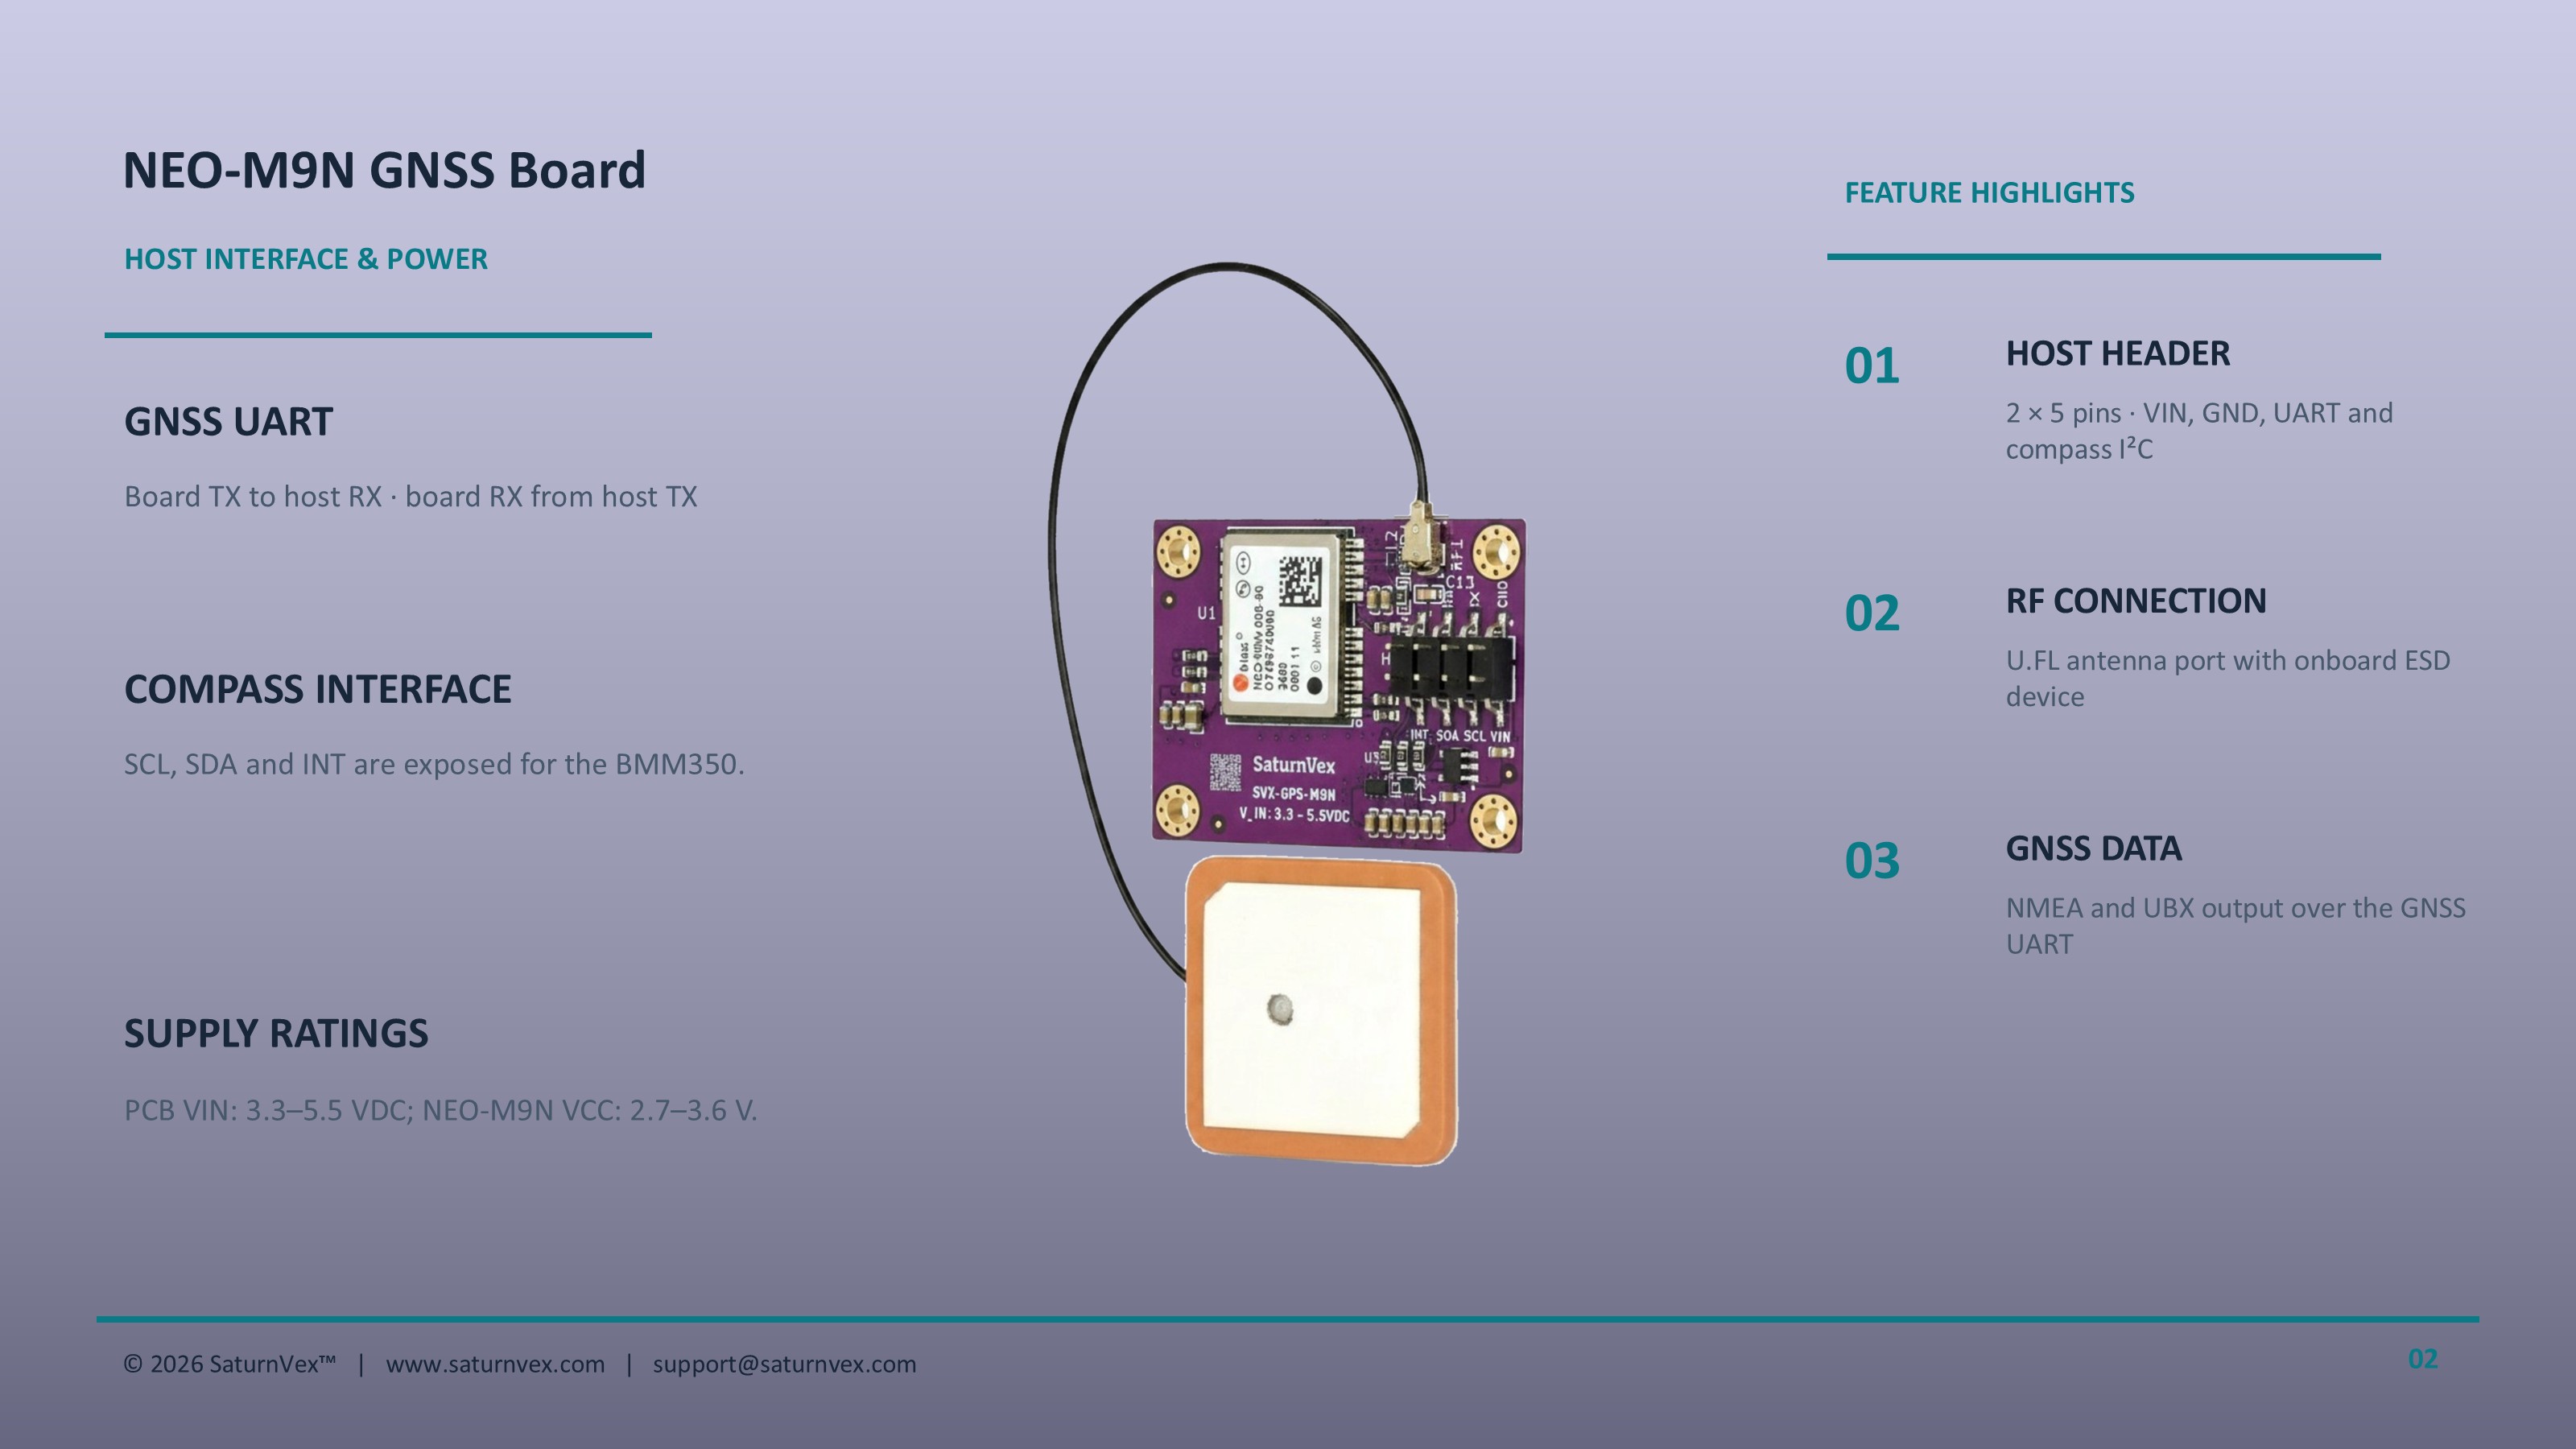 NEO-M9N GNSS Board
HOST INTERFACE & POWER
GNSS UART
Board TX to host RX · board RX from host TX
COMPASS INTERFACE
SCL, SDA and INT are exposed for the BMM350.
SUPPLY RATINGS
PCB VIN: 3.3–5.5 VDC; NEO-M9N VCC: 2.7–3.6 V.
U1
C13
INT SOA SCL VIN
SaturnVex
SVX-GPS-M9N
V_IN: 3.3 - 5.5VDC
FEATURE HIGHLIGHTS
01
HOST HEADER
2 × 5 pins · VIN, GND, UART and
compass I²C
02
RF CONNECTION
U.FL antenna port with onboard ESD
device
03
GNSS DATA
NMEA and UBX output over the GNSS
UART
© 2026 SaturnVex™ | www.saturnvex.com | support@saturnvex.com
02